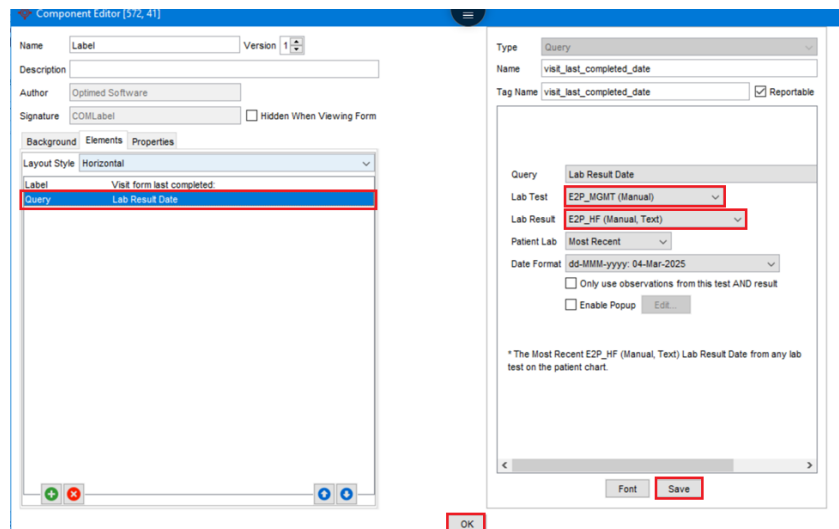 Component Editor [572, 41]
Name Label Version 1
Description
Author Optimed Software
Signature COMLabel Hidden When Viewing Form
Background Elements Properties
Layout Style Horizontal
Label Visit form last completed:
Query Lab Result Date
Type Query
Name visit_last_completed_date
Tag Name visit_last_completed_date Reportable
Query Lab Result Date
Lab Test E2P_MGMT (Manual)
Lab Result E2P_HF (Manual, Text)
Patient Lab Most Recent
Date Format dd-MMM-yyyy: 04-Mar-2025
Only use observations from this test AND result
Enable Popup Edit...
* The Most Recent E2P_HF (Manual, Text) Lab Result Date from any lab
test on the patient chart.
Font Save
OK